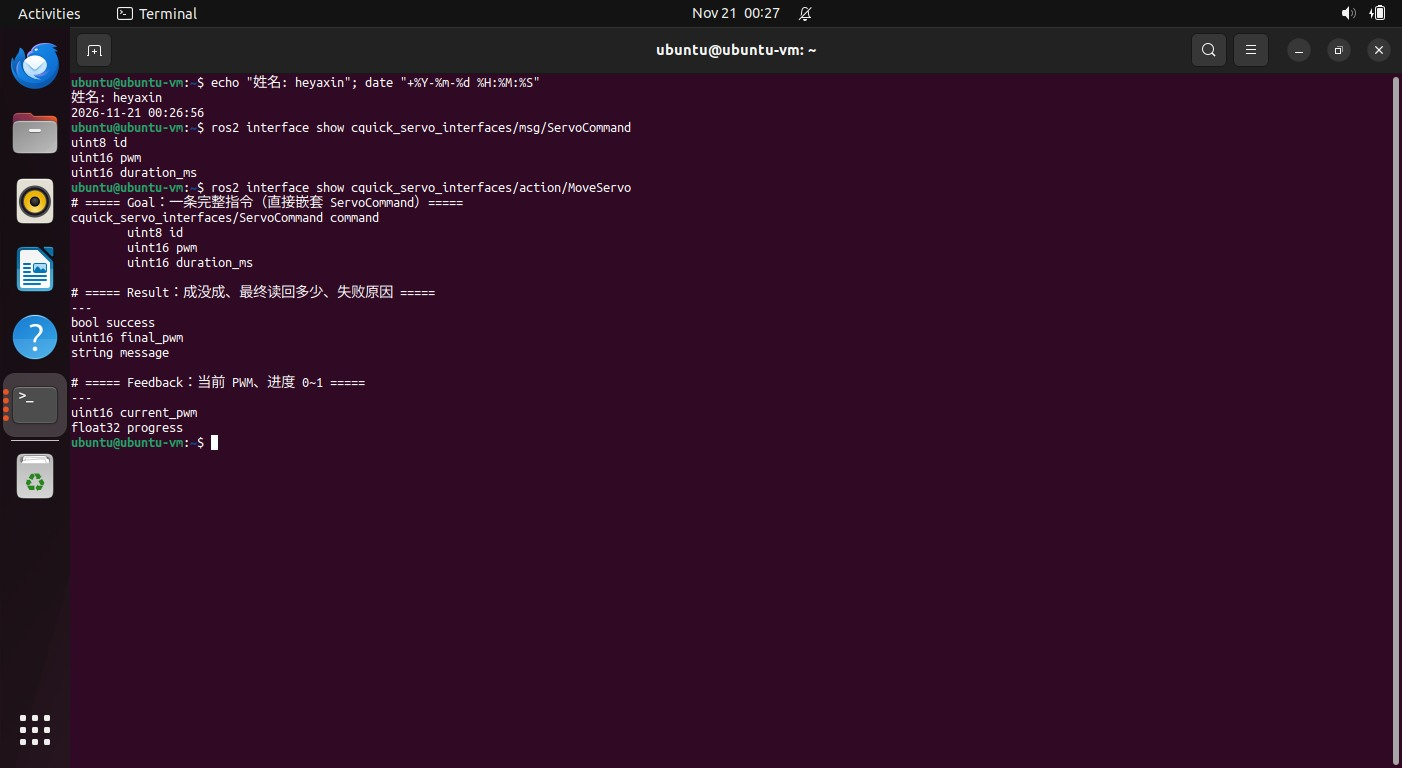 Activities
Terminal
Nov 21 00:27
ubuntu@ubuntu-vm: ~
ubuntu@ubuntu-vm:~$ echo "姓名: heyaxin"; date "+%Y-%m-%d %H:%M:%S"
姓名: heyaxin
2026-11-21 00:26:56
ubuntu@ubuntu-vm:~$ ros2 interface show cquick_servo_interfaces/msg/ServoCommand
uint8 id
uint16 pwm
uint16 duration_ms
ubuntu@ubuntu-vm:~$ ros2 interface show cquick_servo_interfaces/action/MoveServo
# ===== Goal：一条完整指令（直接嵌套 ServoCommand）=====
cquick_servo_interfaces/ServoCommand command
        uint8 id
        uint16 pwm
        uint16 duration_ms

# ===== Result：成没成、最终读回多少、失败原因 =====
---
bool success
uint16 final_pwm
string message

# ===== Feedback：当前 PWM、进度 0~1 =====
---
uint16 current_pwm
float32 progress
ubuntu@ubuntu-vm:~$